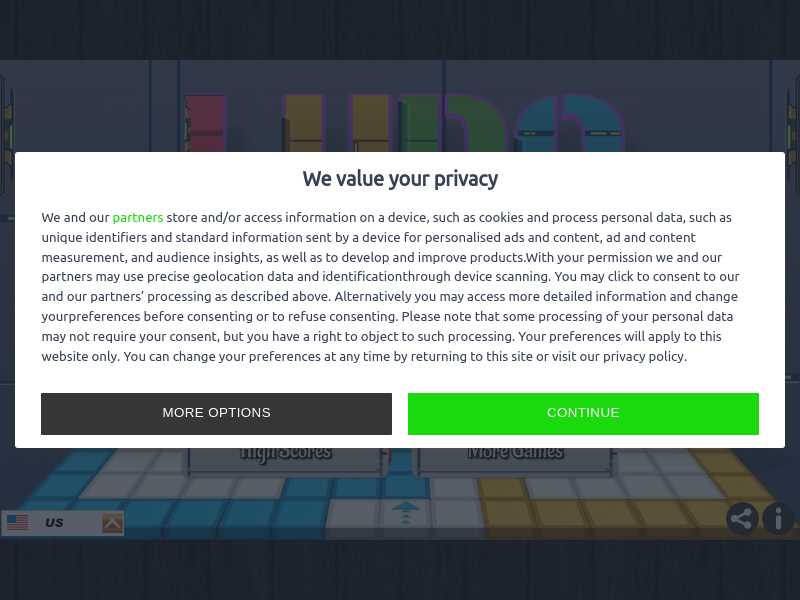 LUDO
We value your privacy
We and our partners store and/or access information on a device, such as cookies and process personal data, such as
unique identifiers and standard information sent by a device for personalised ads and content, ad and content
measurement, and audience insights, as well as to develop and improve products.With your permission we and our
partners may use precise geolocation data and identificationthrough device scanning. You may click to consent to our
and our partners’ processing as described above. Alternatively you may access more detailed information and change
yourpreferences before consenting or to refuse consenting. Please note that some processing of your personal data
may not require your consent, but you have a right to object to such processing. Your preferences will apply to this
website only. You can change your preferences at any time by returning to this site or visit our privacy policy.
MORE OPTIONS
CONTINUE
High Scores
More Games
US